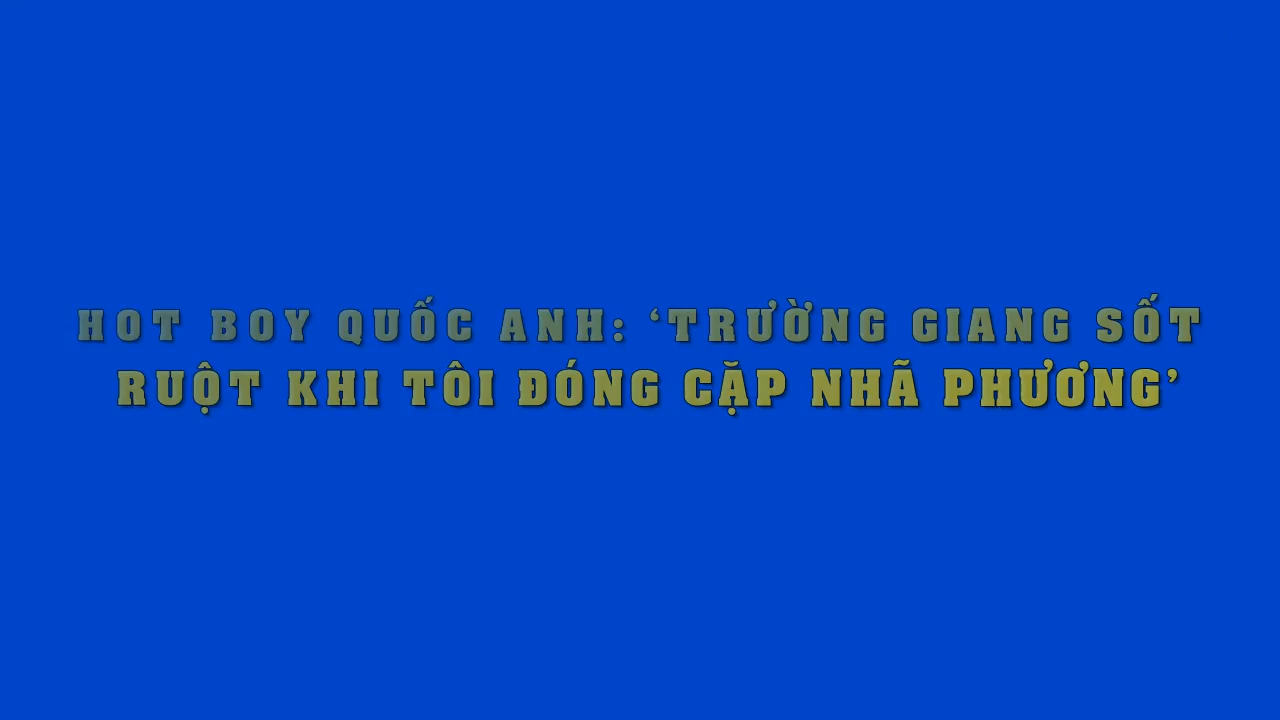 HOT BOY QUỐC ANH: ‘TRƯỜNG GIANG SỐT
RUỘT KHI TÔI ĐÓNG CẶP NHÃ PHƯƠNG’